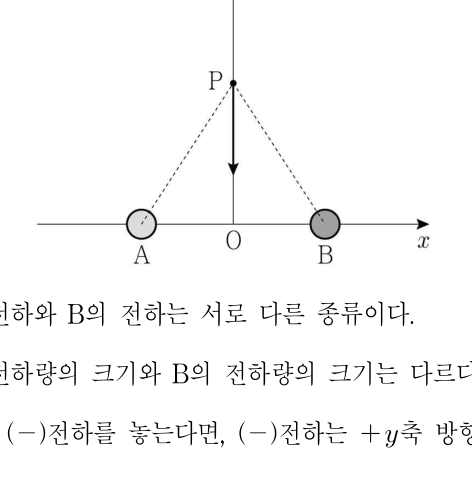 P
A
O
B
x
전하와 B의 전하는 서로 다른 종류이다.
전하량의 크기와 B의 전하량의 크기는 다르다
(−)전하를 놓는다면, (−)전하는 +y축 방향